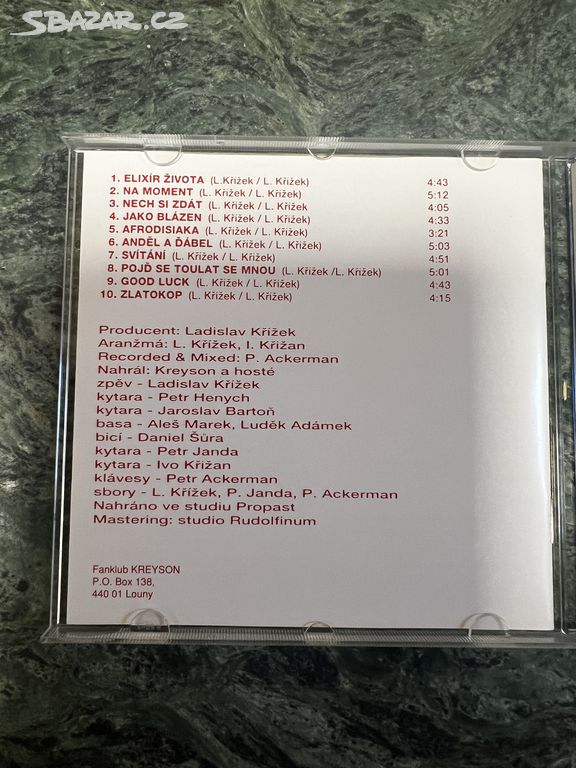 SBAZAR.CZ
1. ELIXÍR ŽIVOTA (L.Křížek / L. Křížek) 4:43
2. NA MOMENT (L. Křížek / L. Křížek) 5:12
3. NECH SI ZDÁT (L. Křížek / L. Křížek) 4:05
4. JAKO BLÁZEN (L. Křížek / L. Křížek) 4:33
5. AFRODISIAKA (L. Křížek / L. Křížek) 3:21
6. ANDĚL A ĎÁBEL (L. Křížek / L. Křížek) 5:03
7. SVÍTÁNÍ (L. Křížek / L. Křížek) 4:51
8. POJĎ SE TOULAT SE MNOU (L. Křížek /L. Křížek) 5:01
9. GOOD LUCK (L. Křížek / L. Křížek) 4:43
10. ZLATOKOP (L. Křížek / L. Křížek) 4:15
Producent: Ladislav Křížek
Aranžmá: L. Křížek, I. Križan
Recorded & Mixed: P. Ackerman
Nahrál: Kreyson a hosté
zpěv - Ladislav Křížek
kytara - Petr Henych
kytara - Jaroslav Bartoň
basa - Aleš Marek, Luděk Adámek
bicí - Daniel Šůra
kytara - Petr Janda
kytara - Ivo Križan
klávesy - Petr Ackerman
sbory - L. Křížek, P. Janda, P. Ackerman
Nahráno ve studiu Propast
Mastering: studio Rudolfinum
Fanklub KREYSON
P.O. Box 138,
440 01 Louny